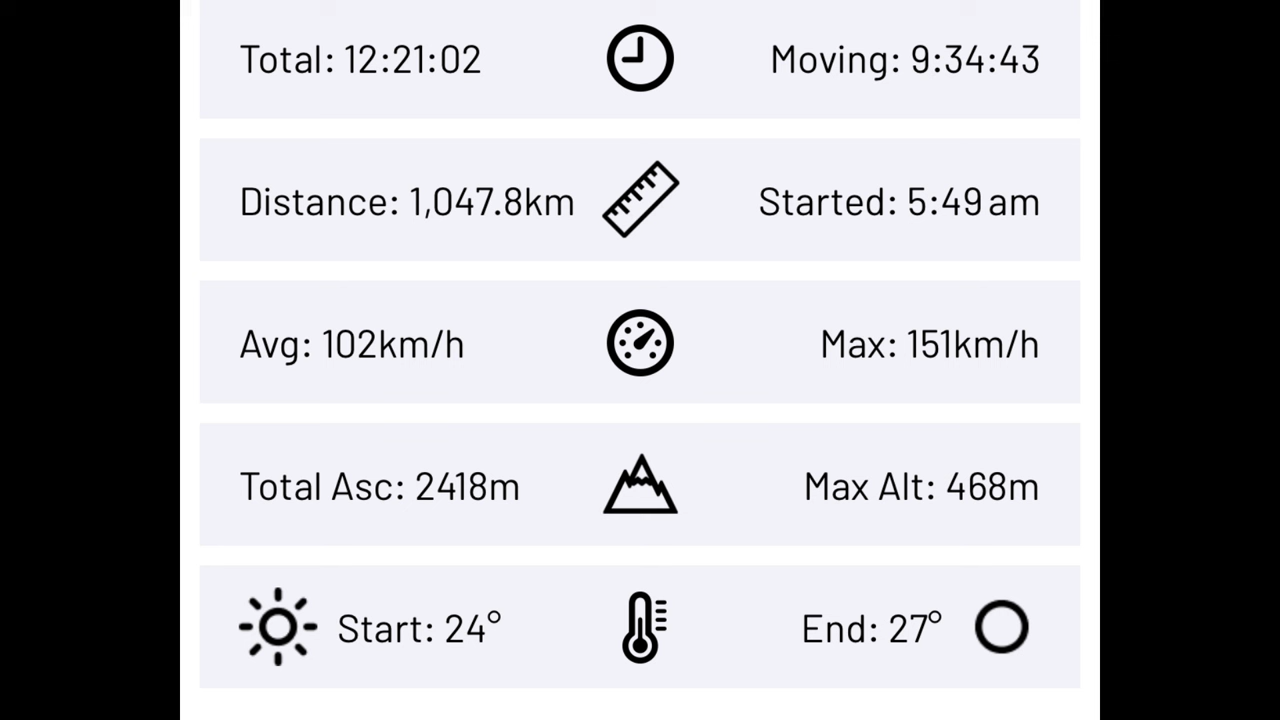 Total: 12:21:02
Moving: 9:34:43
Distance: 1,047.8km
Started: 5:49 am
Avg: 102km/h
Max: 151km/h
Total Asc: 2418m
Max Alt: 468m
Start: 24°
End: 27°